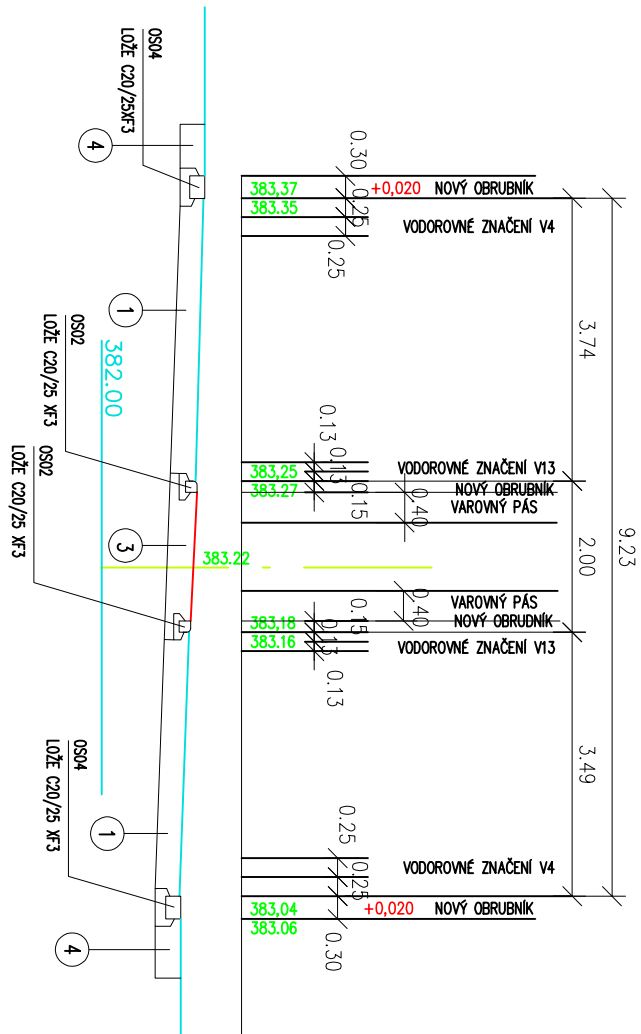 OS04
LOŽE C20/25XF3
4
0.30
383,37
+0,020
NOVÝ OBRUBNÍK
383.35
0.25
VODOROVNÉ ZNAČENÍ V4
0.25
1
OS02
LOŽE C20/25 XF3
382.00
3.74
0.13
0.13
VODOROVNÉ ZNAČENÍ V13
383,25
NOVÝ OBRUBNÍK
383.27
0.15
0.40
VAROVNÝ PÁS
OS02
LOŽE C20/25 XF3
3
383.22
2.00
9.23
VAROVNÝ PÁS
0.40
NOVÝ OBRUDNÍK
383,18
0.15
383.16
0.13
VODOROVNÉ ZNAČENÍ V13
0.13
3.49
OS04
LOŽE C20/25 XF3
1
0.25
VODOROVNÉ ZNAČENÍ V4
0.25
383,04
+0,020
NOVÝ OBRUBNÍK
383.06
0.30
4